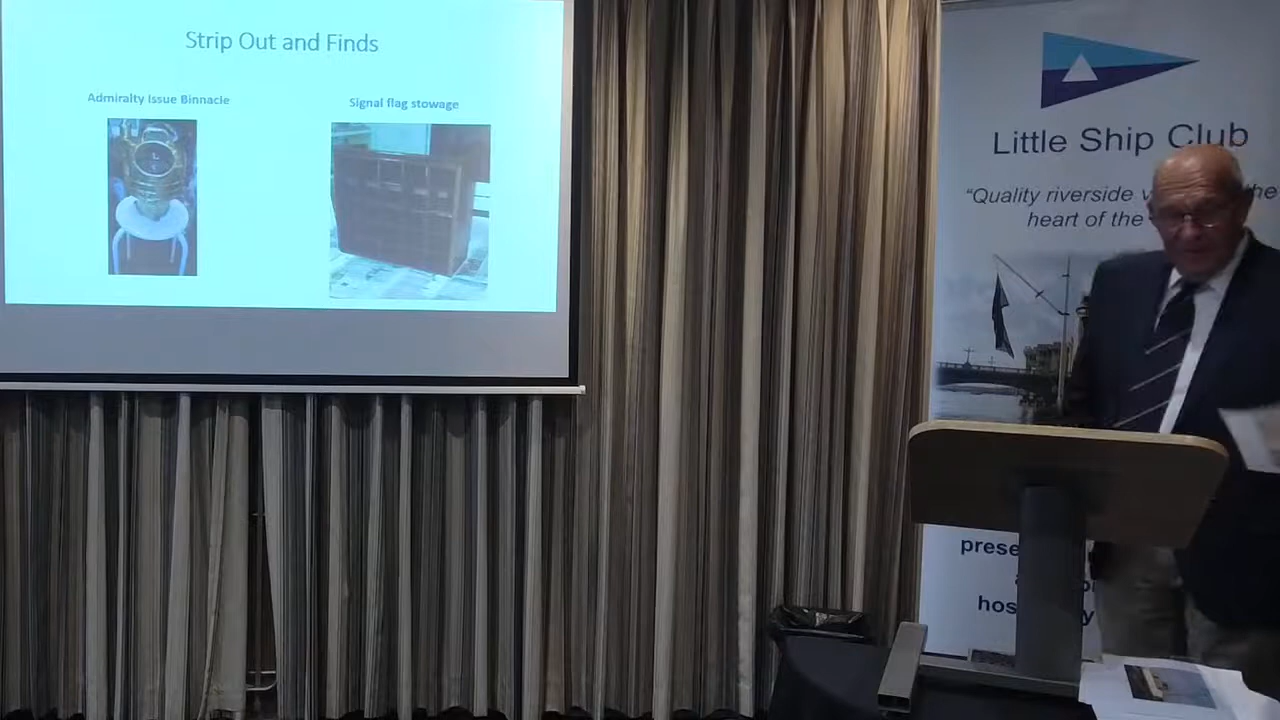 Strip Out and Finds
Admiralty Issue Binnacle
Signal flag stowage
Little Ship Club
"Quality riverside the
heart of the
prese
hos